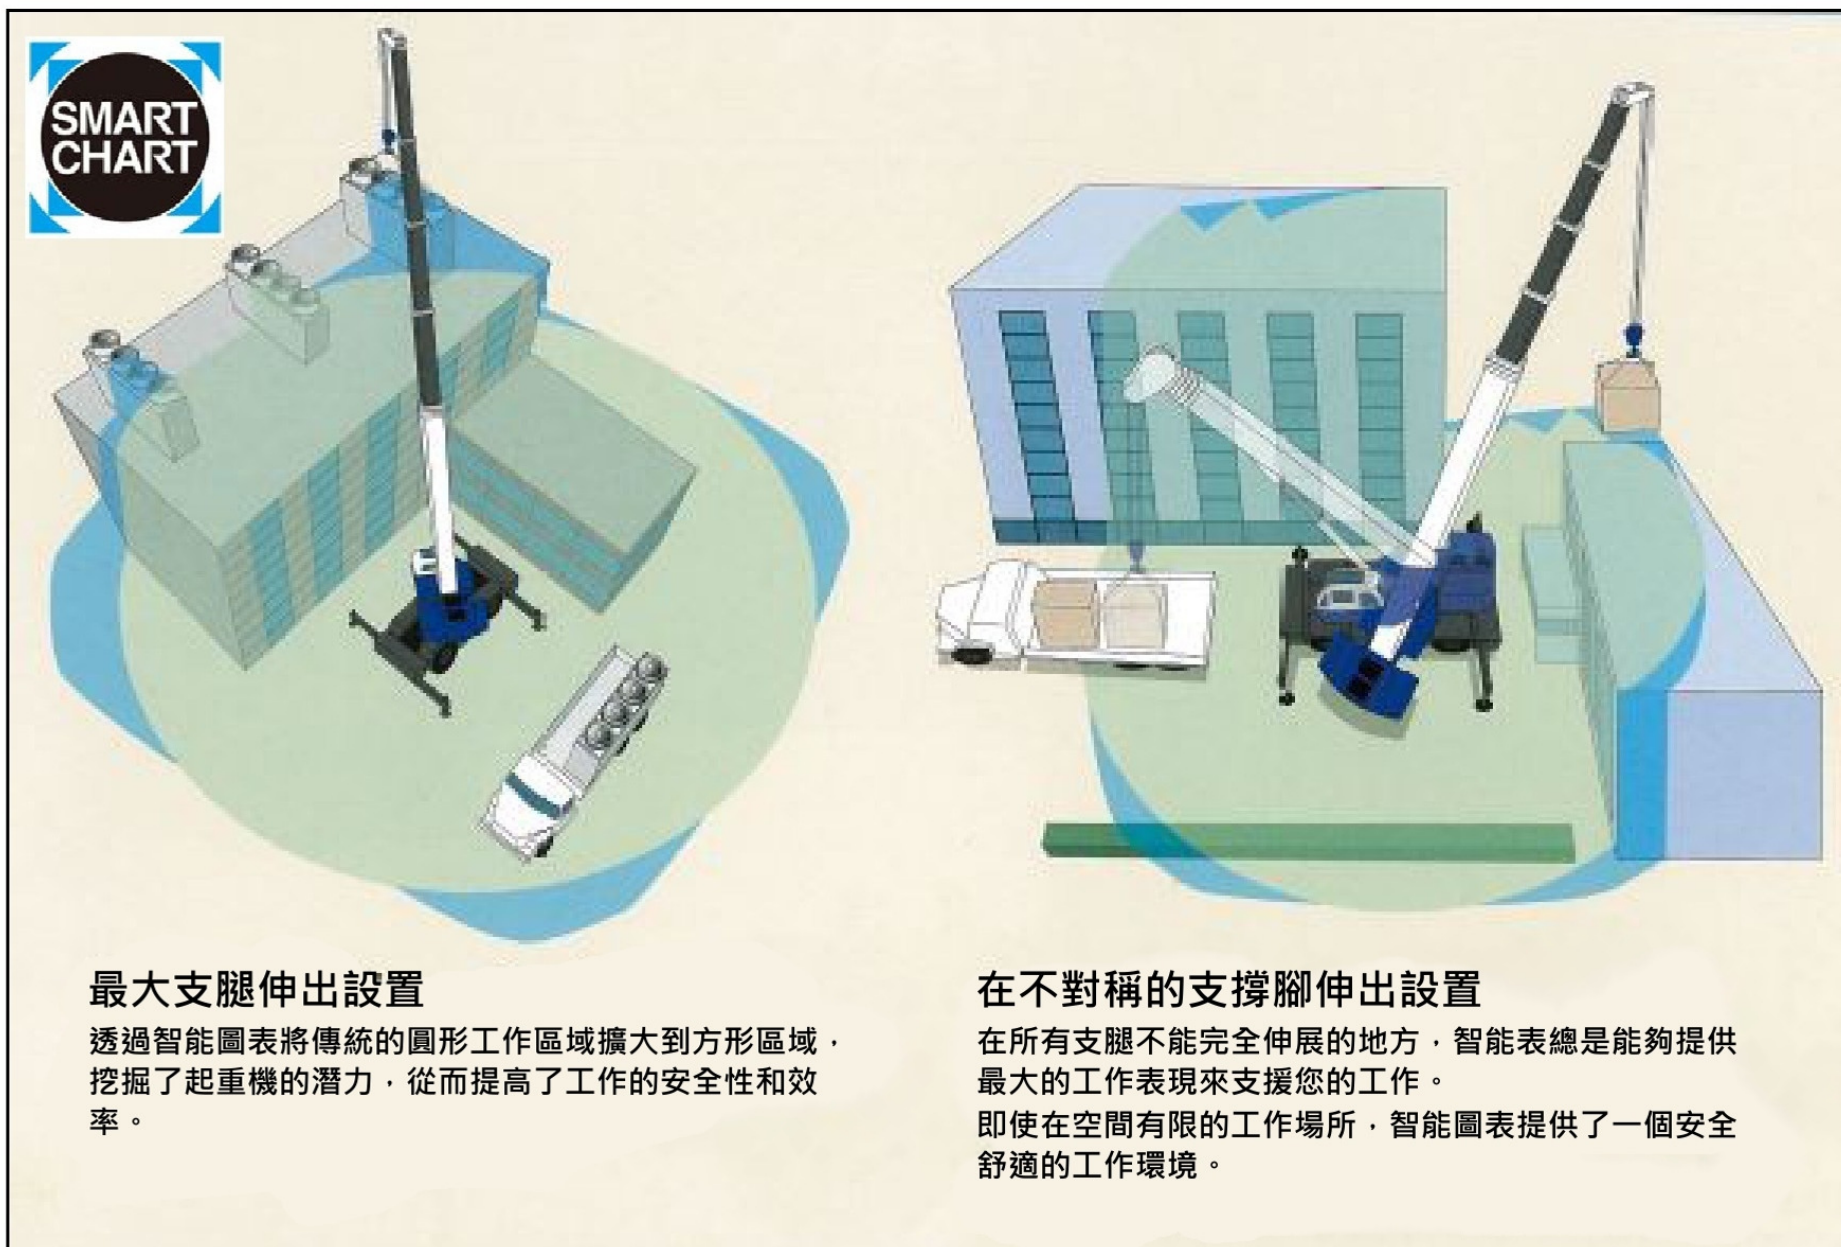 SMART
CHART
最大支腿伸出設置
透過智能圖表將傳統的圓形工作區域擴大到方形區域，
挖掘了起重機的潛力，從而提高了工作的安全性和效
率。
在不對稱的支撐腳伸出設置
在所有支腿不能完全伸展的地方，智能表總是能夠提供
最大的工作表現來支援您的工作。
即使在空間有限的工作場所，智能圖表提供了一個安全
舒適的工作環境。